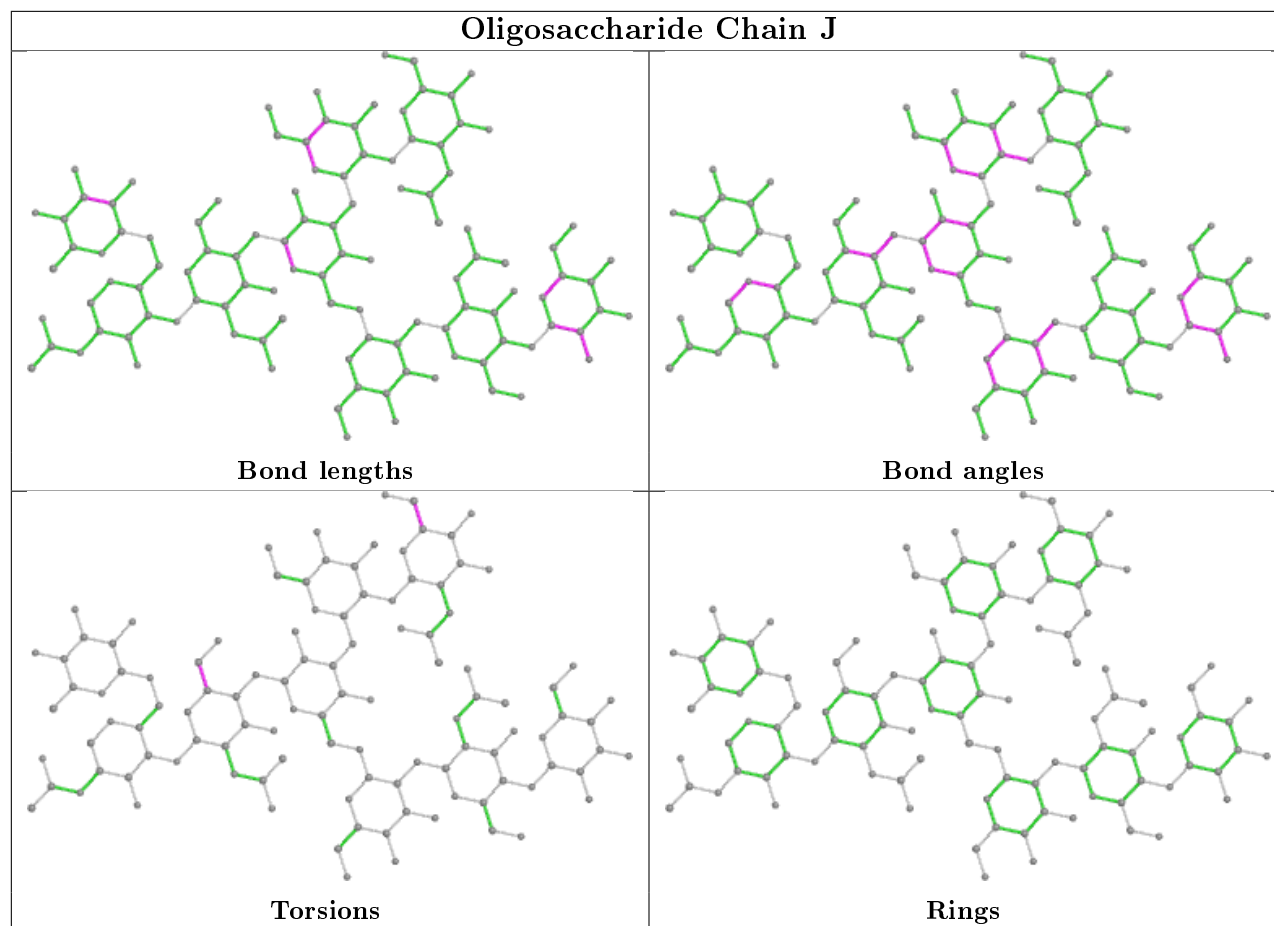 Oligosaccharide Chain J
Bond lengths
Bond angles
Torsions
Rings